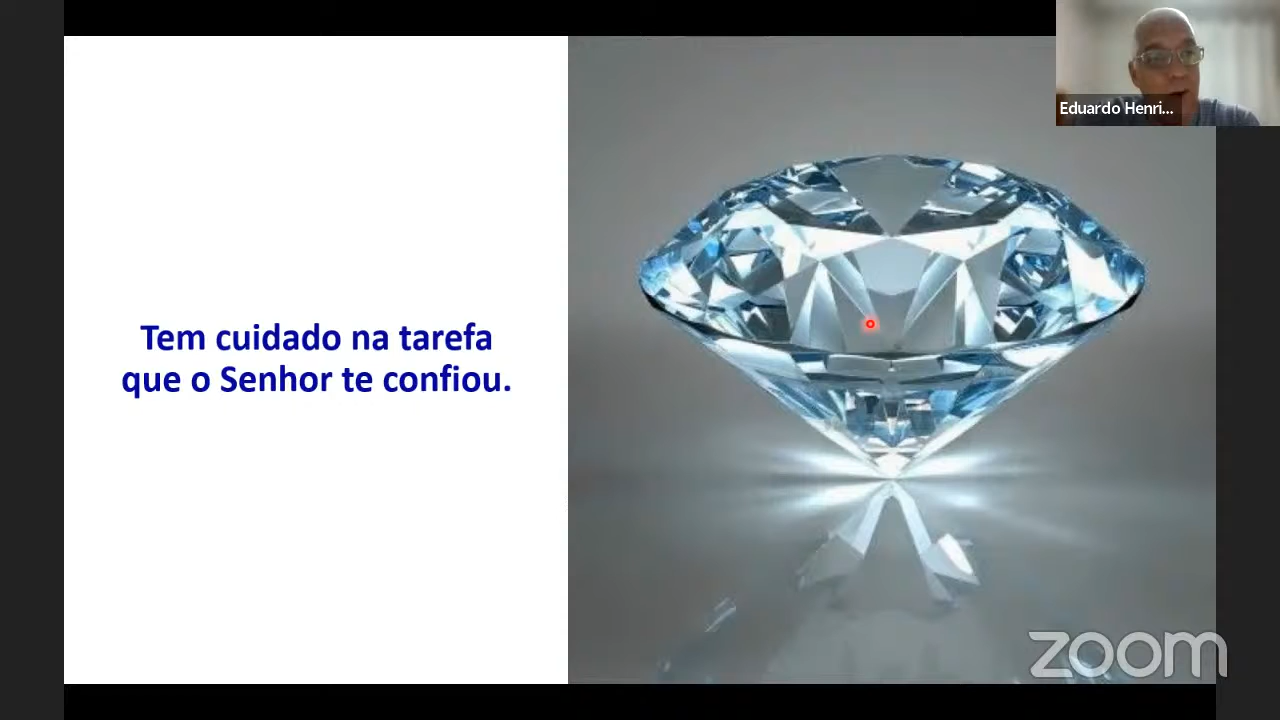 Eduardo Henri...
Tem cuidado na tarefa
que o Senhor te confiou.
zoom